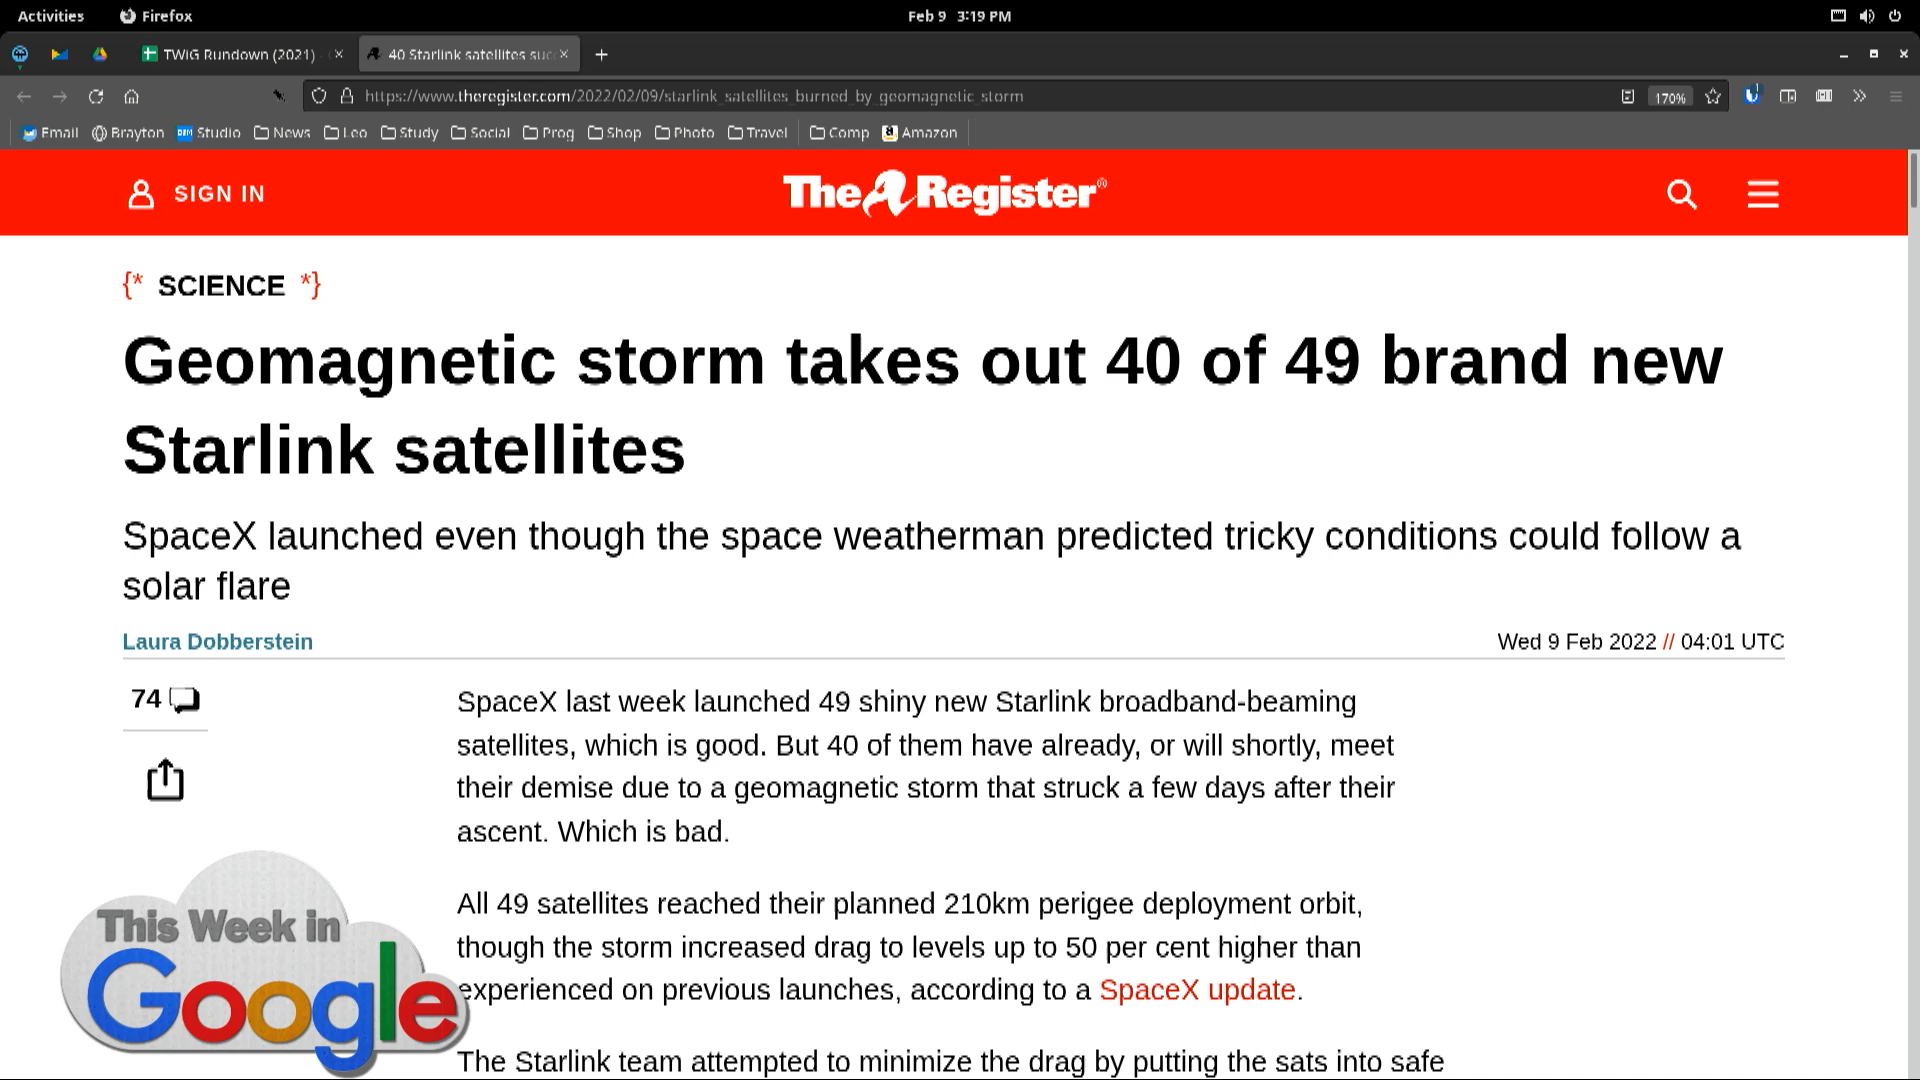 Activities Firefox Feb 9 3:19 PM
TWiG Rundown (2021) 40 Starlink satellites suc
https://www.theregister.com/2022/02/09/starlink_satellites_burned_by_geomagnetic_storm 170%
Email Brayton Studio News Leo Study Social Prog Shop Photo Travel Comp Amazon
SIGN IN The Register®
{* SCIENCE *}
Geomagnetic storm takes out 40 of 49 brand new
Starlink satellites
SpaceX launched even though the space weatherman predicted tricky conditions could follow a
solar flare
Laura Dobberstein Wed 9 Feb 2022 // 04:01 UTC
74
SpaceX last week launched 49 shiny new Starlink broadband-beaming
satellites, which is good. But 40 of them have already, or will shortly, meet
their demise due to a geomagnetic storm that struck a few days after their
ascent. Which is bad.
All 49 satellites reached their planned 210km perigee deployment orbit,
though the storm increased drag to levels up to 50 per cent higher than
experienced on previous launches, according to a SpaceX update.
The Starlink team attempted to minimize the drag by putting the sats into safe
This Week in
Google